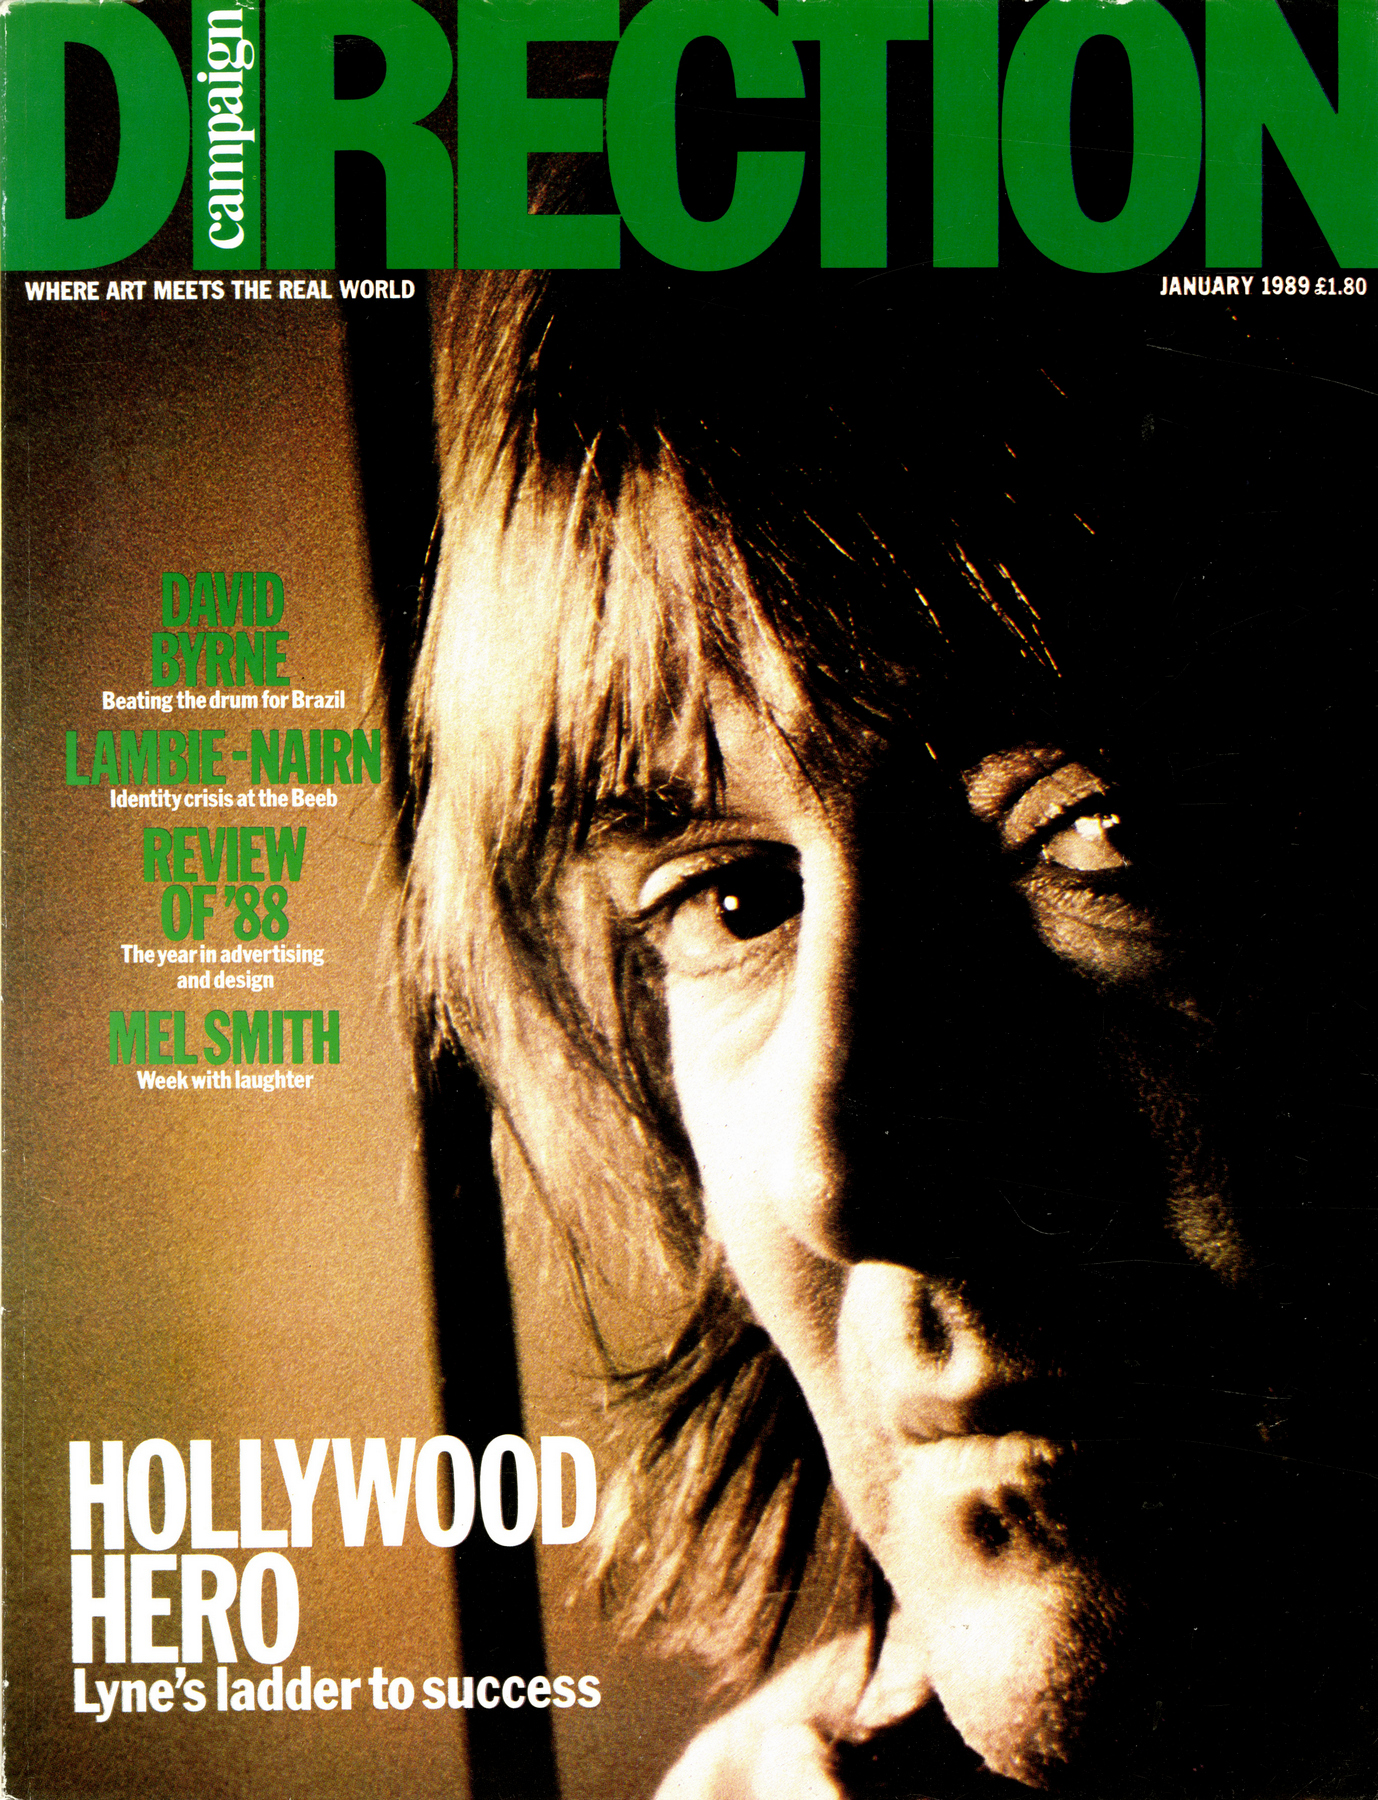 DIRECTION
campaign
WHERE ART MEETS THE REAL WORLD
JANUARY 1989 £1.80
DAVID
BYRNE
Beating the drum for Brazil
LAMBIE-NAIRN
Identity crisis at the Beeb
REVIEW
OF '88
The year in advertising
and design
MEL SMITH
Week with laughter
HOLLYWOOD
HERO
Lyne's ladder to success